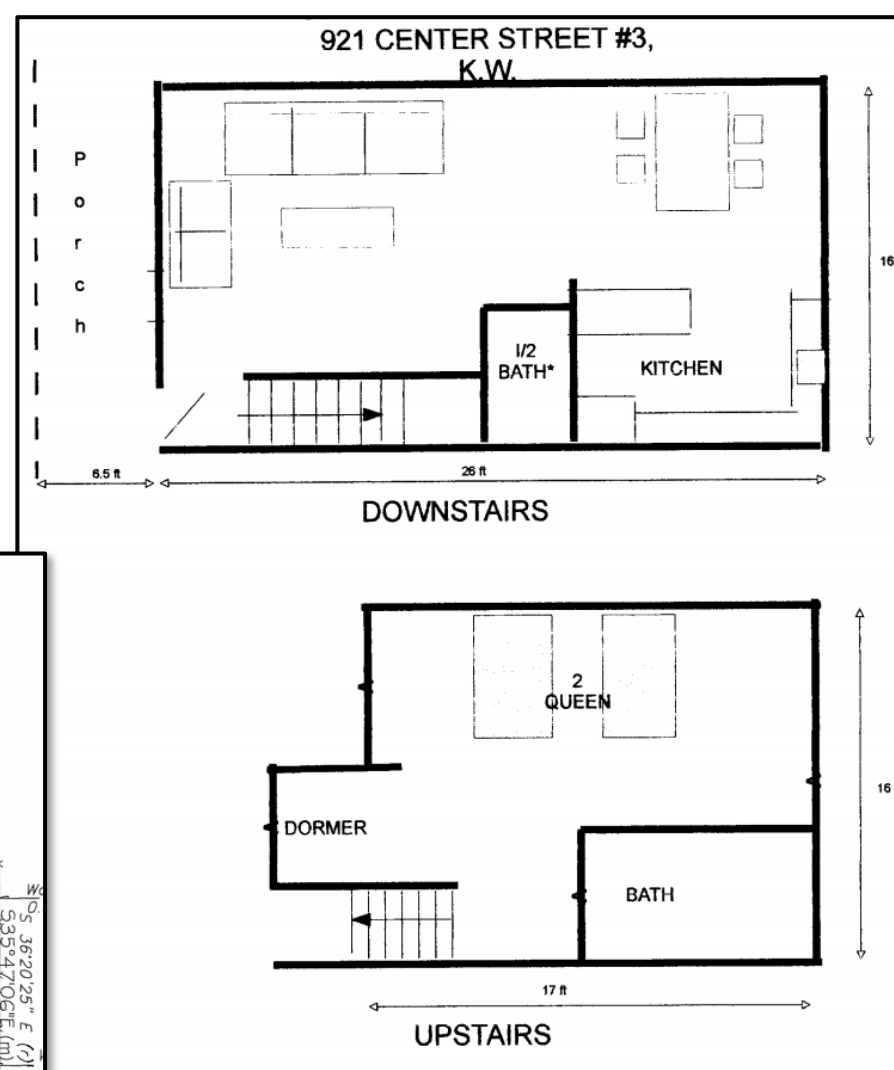 921 CENTER STREET #3,
K.W.
P
o
r
c
h
16
1/2
BATH*
KITCHEN
6.5 ft
26 ft
DOWNSTAIRS
2
QUEEN
16
DORMER
BATH
17 ft
UPSTAIRS
S 36°20'25" E (r)
S35°47'06"E (m)